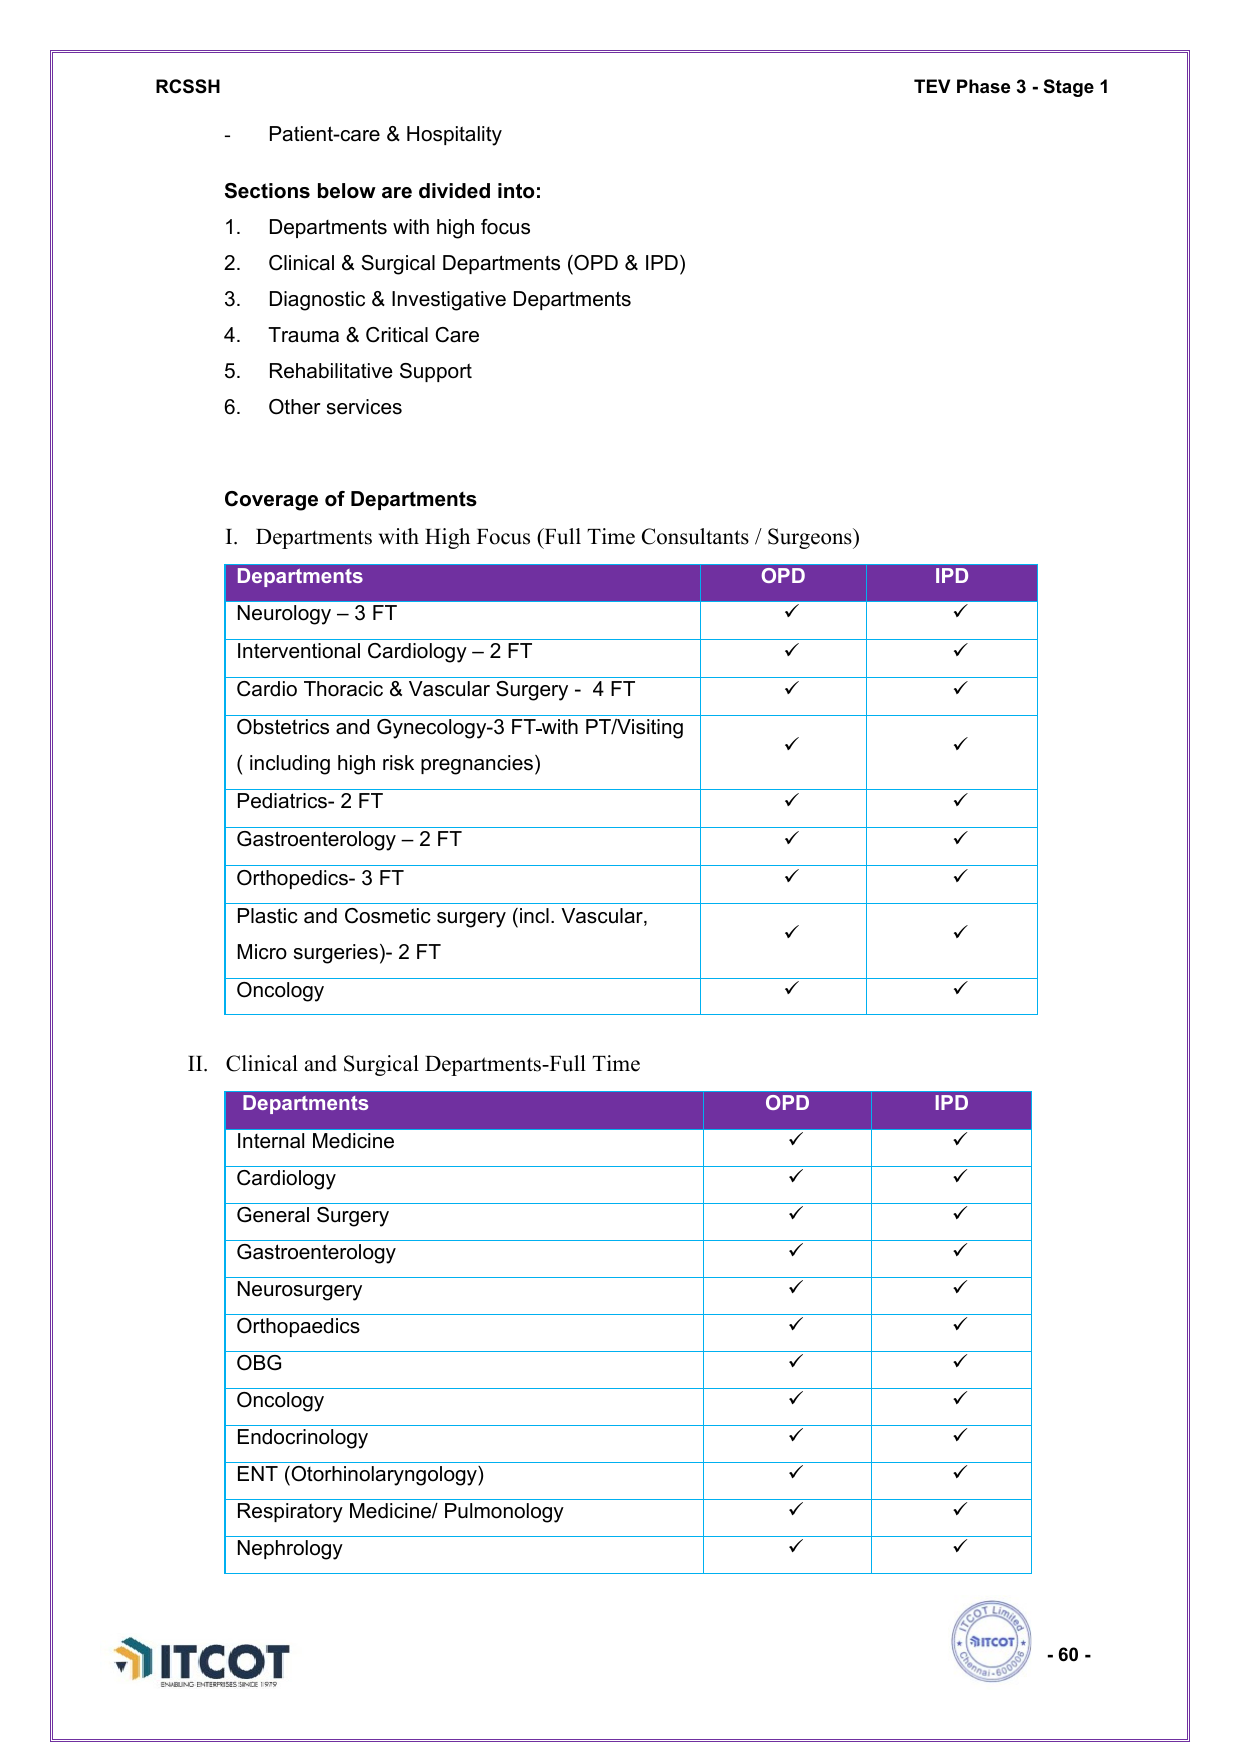 RCSSH TEV Phase 3 - Stage 1
- Patient-care & Hospitality
Sections below are divided into:
1. Departments with high focus
2. Clinical & Surgical Departments (OPD & IPD)
3. Diagnostic & Investigative Departments
4. Trauma & Critical Care
5. Rehabilitative Support
6. Other services
Coverage of Departments
I. Departments with High Focus (Full Time Consultants / Surgeons)
Departments OPD IPD
Neurology – 3 FT ✓ ✓
Interventional Cardiology – 2 FT ✓ ✓
Cardio Thoracic & Vascular Surgery - 4 FT ✓ ✓
Obstetrics and Gynecology-3 FT-with PT/Visiting
( including high risk pregnancies) ✓ ✓
Pediatrics- 2 FT ✓ ✓
Gastroenterology – 2 FT ✓ ✓
Orthopedics- 3 FT ✓ ✓
Plastic and Cosmetic surgery (incl. Vascular,
Micro surgeries)- 2 FT ✓ ✓
Oncology ✓ ✓
II. Clinical and Surgical Departments-Full Time
Departments OPD IPD
Internal Medicine ✓ ✓
Cardiology ✓ ✓
General Surgery ✓ ✓
Gastroenterology ✓ ✓
Neurosurgery ✓ ✓
Orthopaedics ✓ ✓
OBG ✓ ✓
Oncology ✓ ✓
Endocrinology ✓ ✓
ENT (Otorhinolaryngology) ✓ ✓
Respiratory Medicine/ Pulmonology ✓ ✓
Nephrology ✓ ✓
ITCOT
ENABLING ENTERPRISES SINCE 1979
ITCOT Limited
ITCOT
Chennai-600006
- 60 -